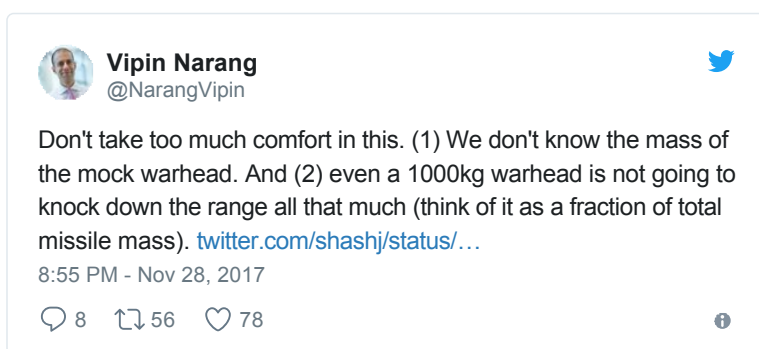 Vipin Narang
@NarangVipin
Don't take too much comfort in this. (1) We don't know the mass of
the mock warhead. And (2) even a 1000kg warhead is not going to
knock down the range all that much (think of it as a fraction of total
missile mass). twitter.com/shashj/status/…
8:55 PM - Nov 28, 2017
8 56 78